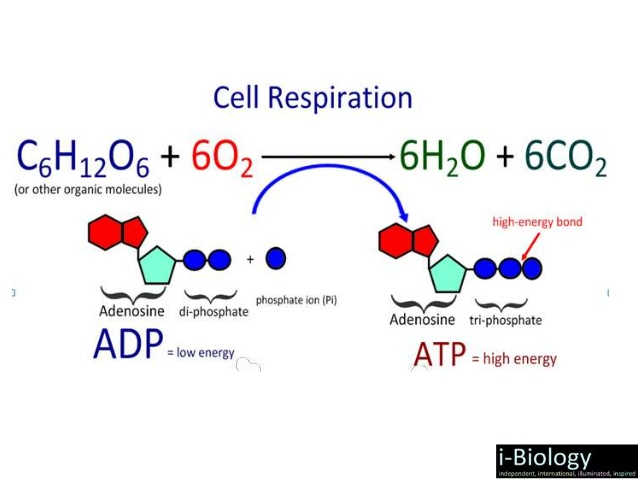 Cell Respiration
C₆H₁₂O₆ + 6O₂ → 6H₂O + 6CO₂
(or other organic molecules)
high-energy bond
+
phosphate ion (Pi)
Adenosine di-phosphate
Adenosine tri-phosphate
ADP = low energy
ATP = high energy
i-Biology
independent, international, illuminated, inspired